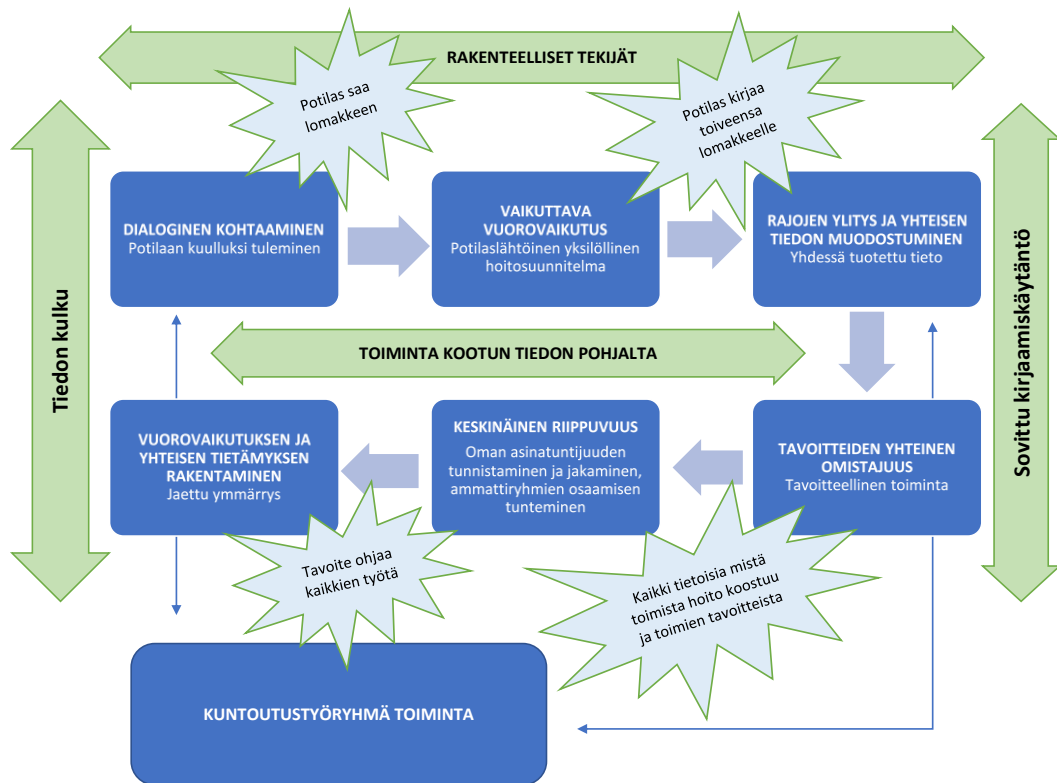 RAKENTEELLISET TEKIJÄT
Potilas saa
lomakkeen
Potilas kirjaa
toiveensa
lomakkeelle
Tiedon kulku
Sovittu kirjaamiskäytäntö
DIALOGINEN KOHTAAMINEN
Potilaan kuulluksi tuleminen
VAIKUTTAVA
VUOROVAIKUTUS
Potilaslähtöinen yksilöllinen
hoitosuunnitelma
RAJOJEN YLITYS JA YHTEISEN
TIEDON MUODOSTUMINEN
Yhdessä tuotettu tieto
TOIMINTA KOOTUN TIEDON POHJALTA
VUOROVAIKUTUKSEN JA
YHTEISEN TIETÄMYKSEN
RAKENTAMINEN
Jaettu ymmärrys
KESKINÄINEN RIIPPUVUUS
Oman asinatuntijuuden
tunnistaminen ja jakaminen,
ammattiryhmien osaamisen
tunteminen
TAVOITTEIDEN YHTEINEN
OMISTAJUUS
Tavoitteellinen toiminta
Tavoite ohjaa
kaikkien työtä
Kaikki tietoisia mistä
toimista hoito koostuu
ja toimien tavoitteista
KUNTOUTUSTYÖRYHMÄ TOIMINTA